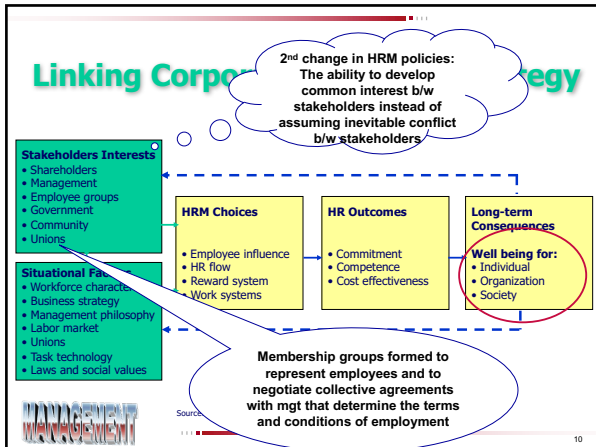 Linking Corpor
tegy
2nd change in HRM policies:
The ability to develop
common interest b/w
stakeholders instead of
assuming inevitable conflict
b/w stakeholders
Stakeholders Interests
• Shareholders
• Management
• Employee groups
• Government
• Community
• Unions
Situational Fac
• Workforce charact
• Business strategy
• Management philosophy
• Labor market
• Unions
• Task technology
• Laws and social values
HRM Choices
• Employee influence
• HR flow
• Reward system
• Work systems
HR Outcomes
• Commitment
• Competence
• Cost effectiveness
Long-term
Consequences
Well being for:
• Individual
• Organization
• Society
Membership groups formed to
represent employees and to
negotiate collective agreements
with mgt that determine the terms
and conditions of employment
MANAGEMENT
Source
10